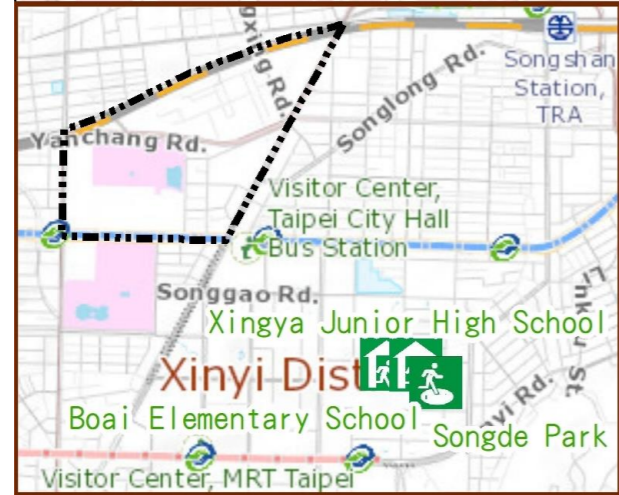 Songlong Rd.
Songshan
Station,
TRA
Yanchang Rd.
Visitor Center,
Taipei City Hall
Bus Station
Songgao Rd.
Xingya Junior High School
Xinyi Dist
Boai Elementary School
Songde Park
Visitor Center, MRT Taipei